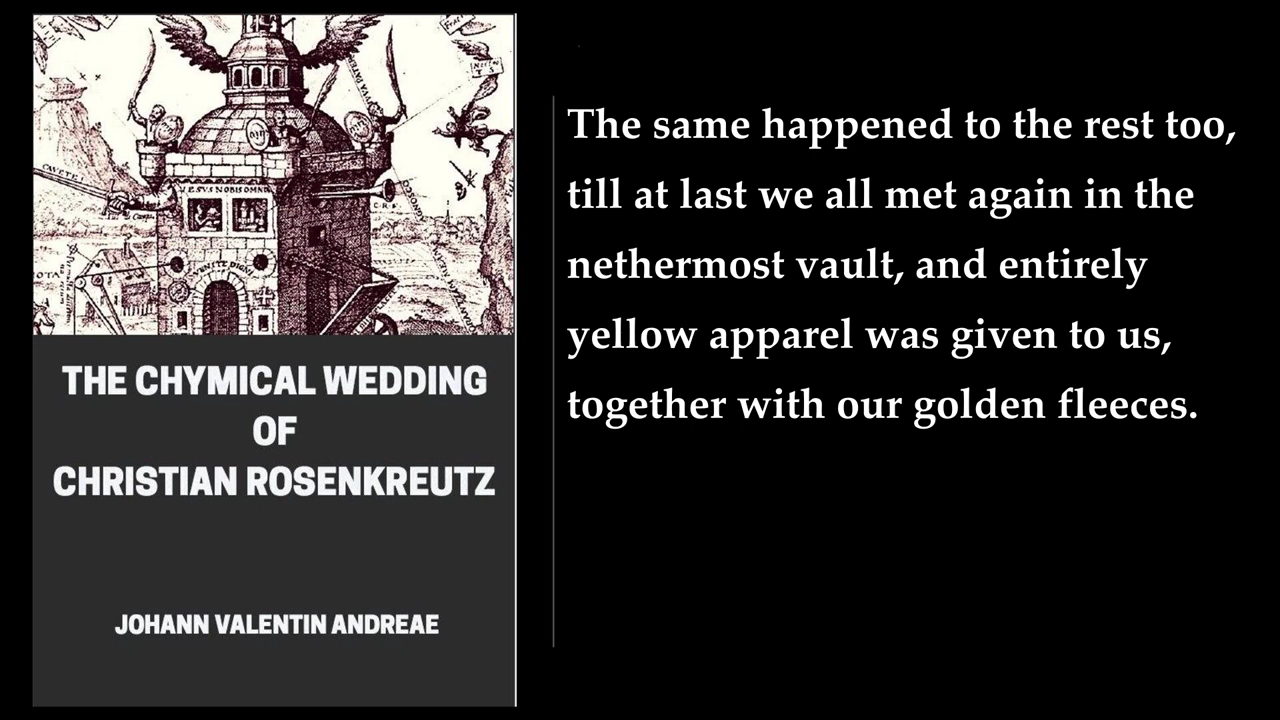 THE CHYMICAL WEDDING
OF
CHRISTIAN ROSENKREUTZ
JOHANN VALENTIN ANDREAE
The same happened to the rest too,
till at last we all met again in the
nethermost vault, and entirely
yellow apparel was given to us,
together with our golden fleeces.